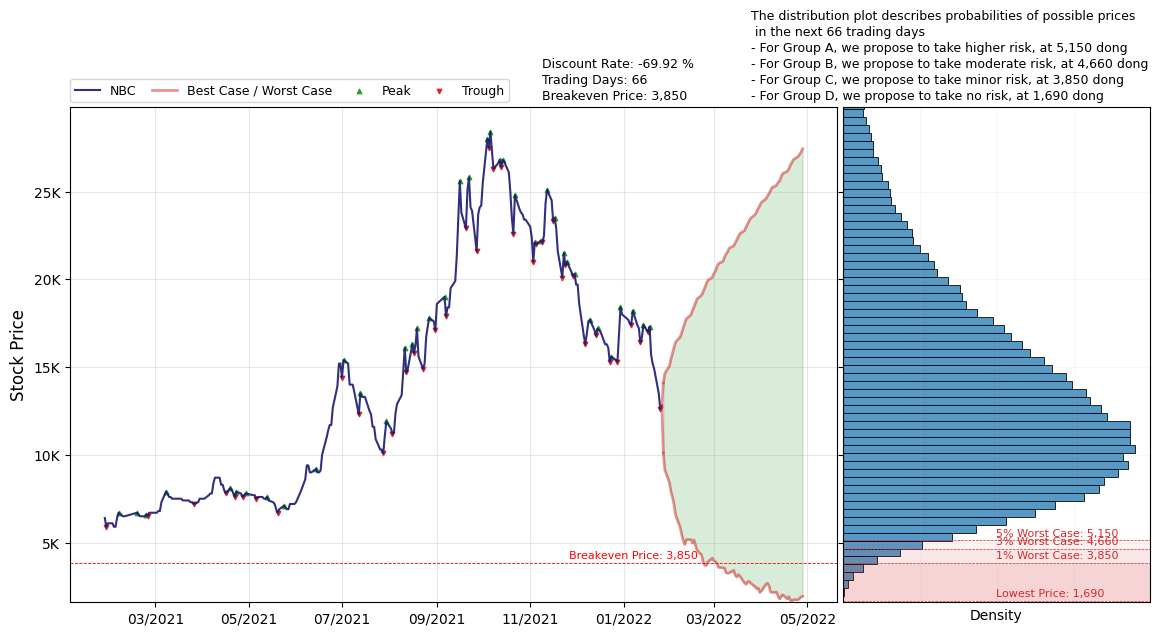 The distribution plot describes probabilities of possible prices
in the next 66 trading days
- For Group A, we propose to take higher risk, at 5,150 dong
- For Group B, we propose to take moderate risk, at 4,660 dong
- For Group C, we propose to take minor risk, at 3,850 dong
- For Group D, we propose to take no risk, at 1,690 dong
Discount Rate: -69.92 %
Trading Days: 66
Breakeven Price: 3,850
NBC
Best Case / Worst Case
Peak
Trough
Stock Price
25K
20K
15K
10K
5K
Breakeven Price: 3,850
5% Worst Case: 5,150
3% Worst Case: 4,660
1% Worst Case: 3,850
Lowest Price: 1,690
03/2021
05/2021
07/2021
09/2021
11/2021
01/2022
03/2022
05/2022
Density